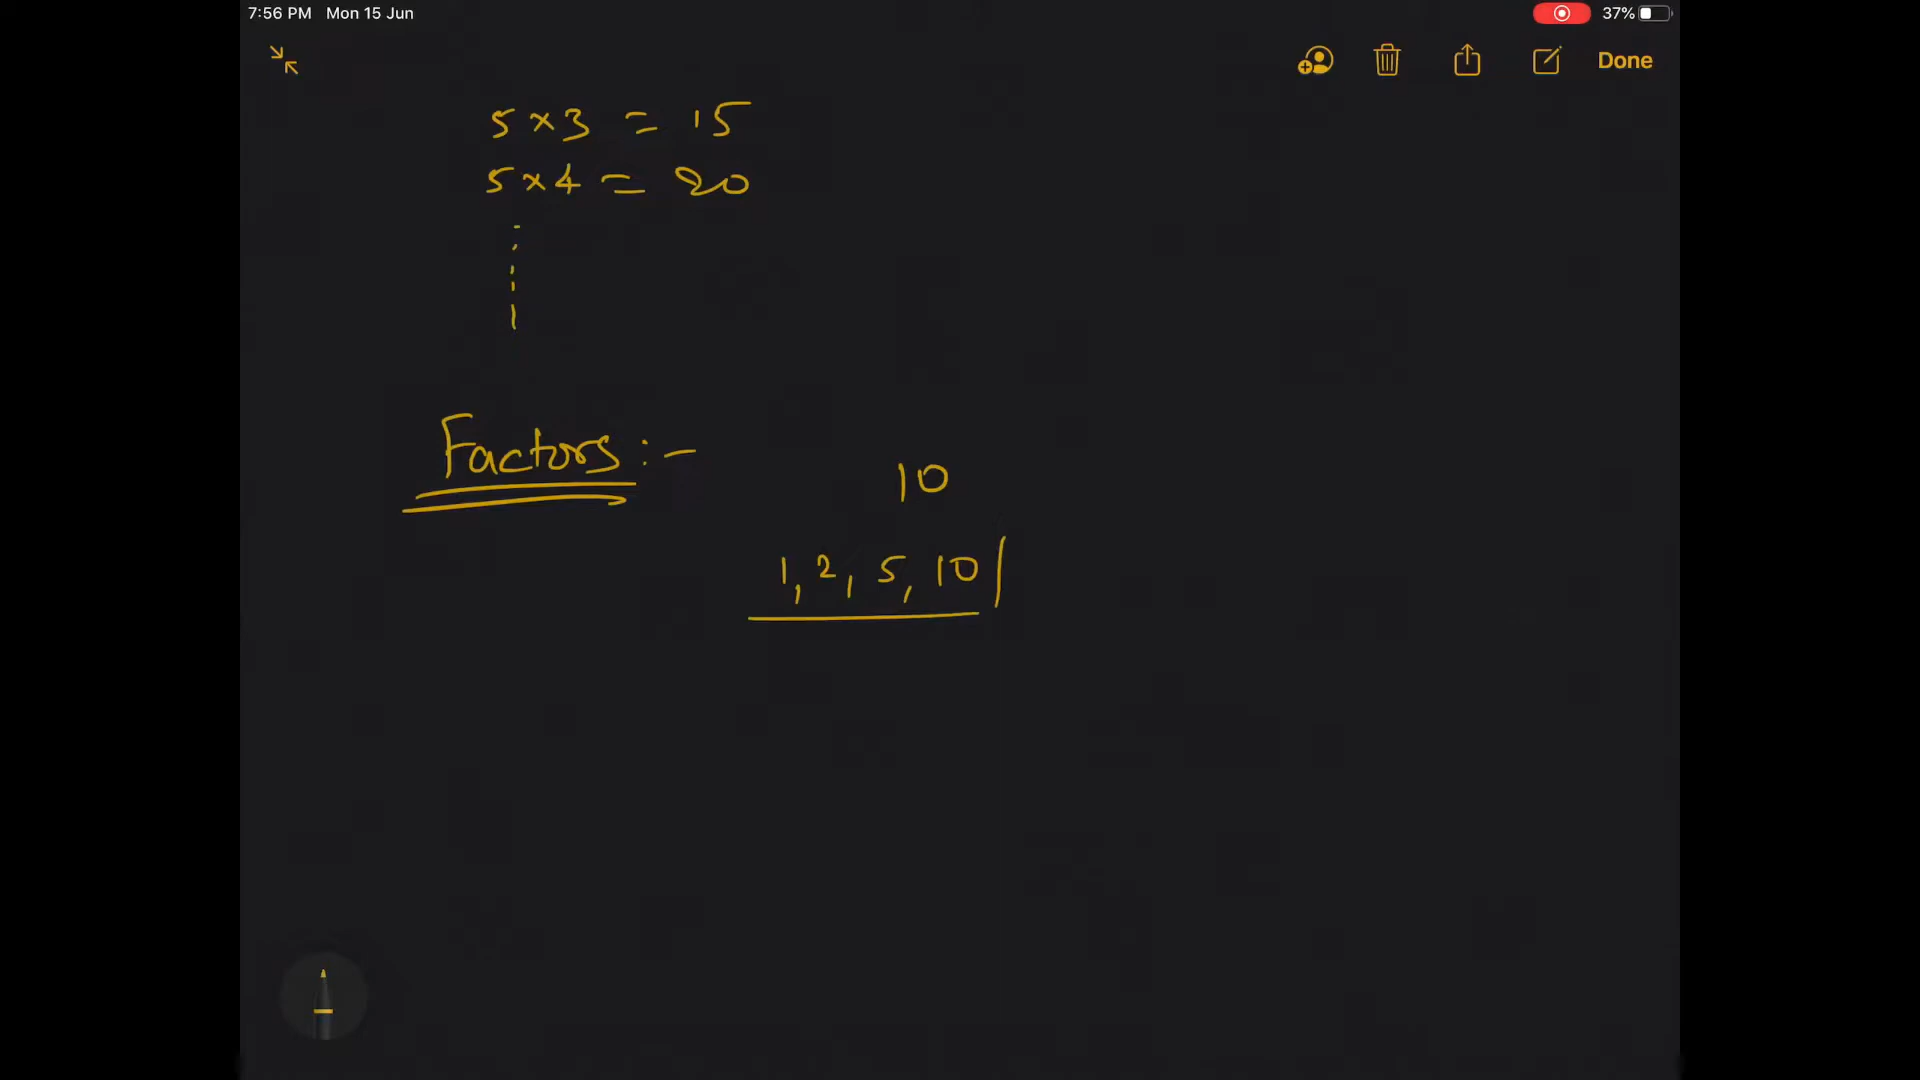 7:56 PM Mon 15 Jun 37%
Done
5 × 3 = 15
5 × 4 = 20
Factors :-
10
1, 2, 5, 10